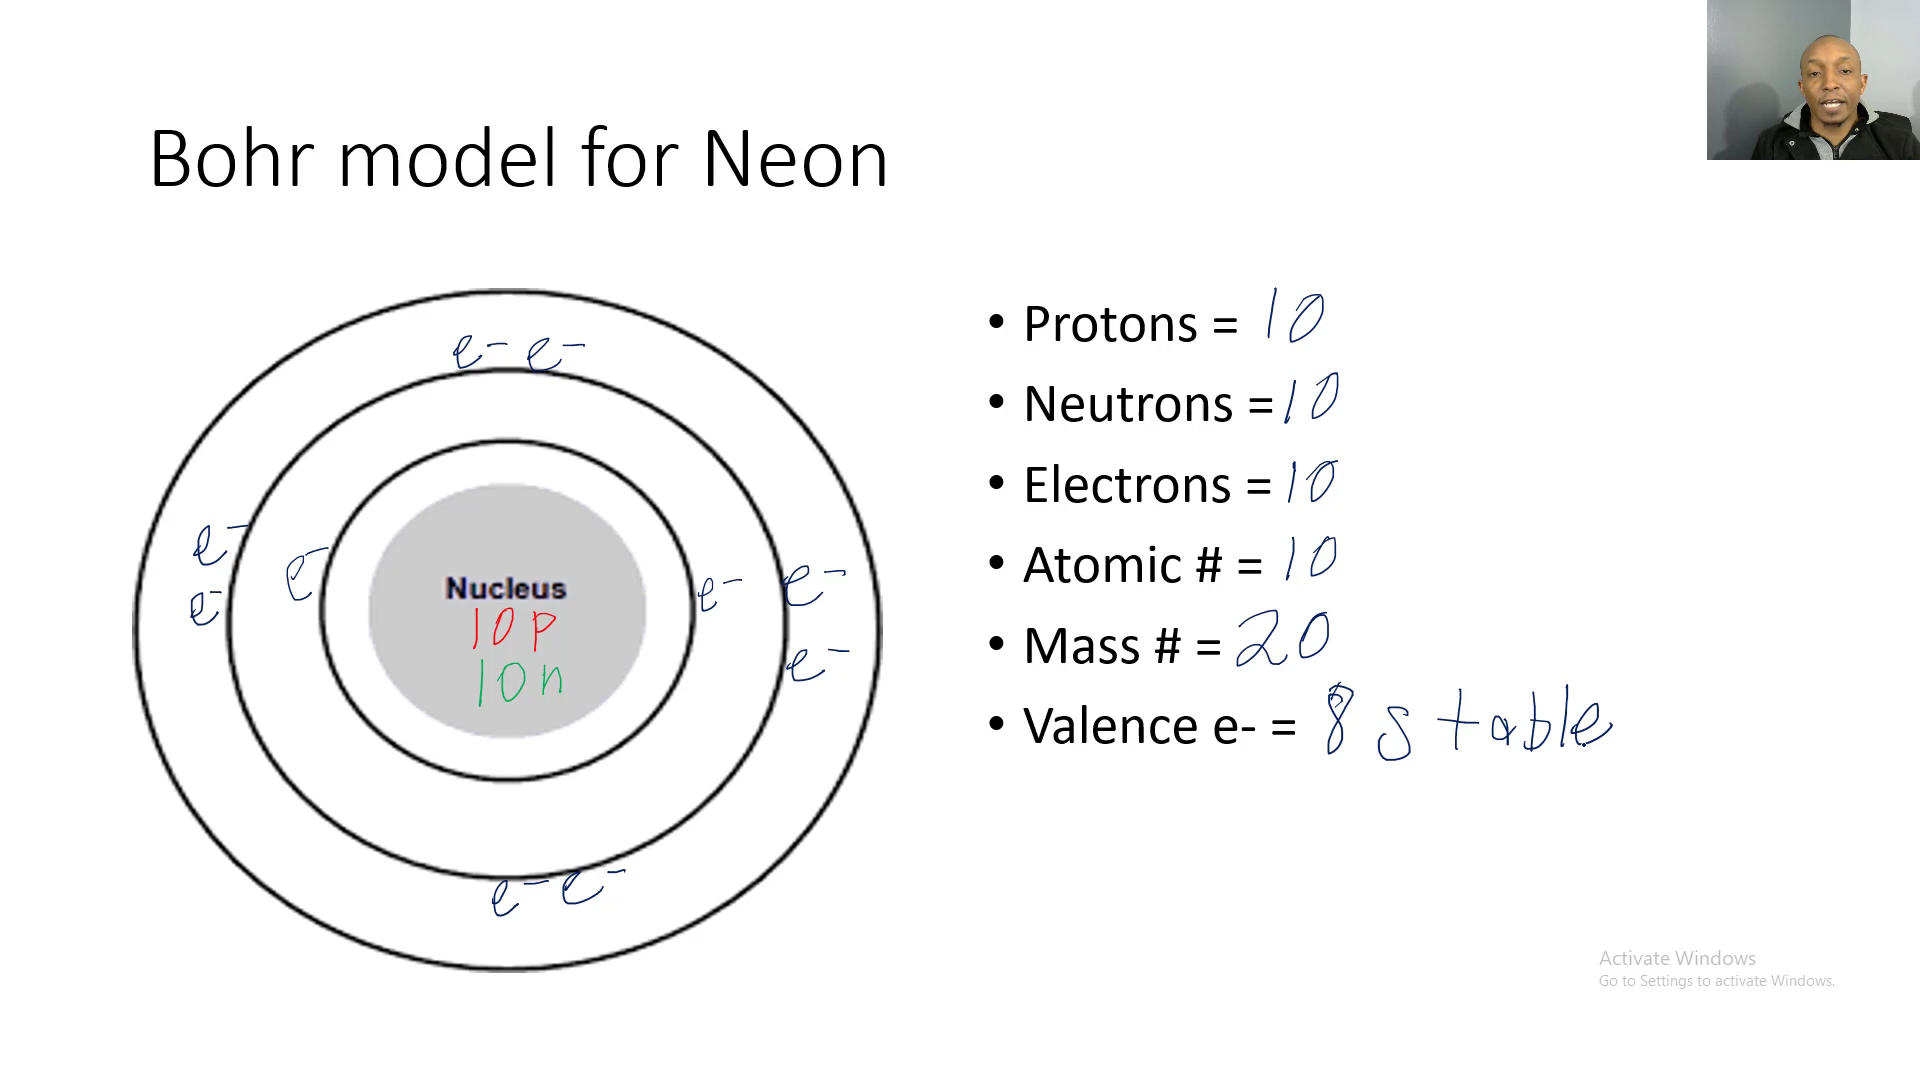 Bohr model for Neon
e- e-
e-
e-
e-
e-
e-
e-
e- e-
Nucleus
10 p
10 n
• Protons = 10
• Neutrons = 10
• Electrons = 10
• Atomic # = 10
• Mass # = 20
• Valence e- = 8 stable
Activate Windows
Go to Settings to activate Windows.